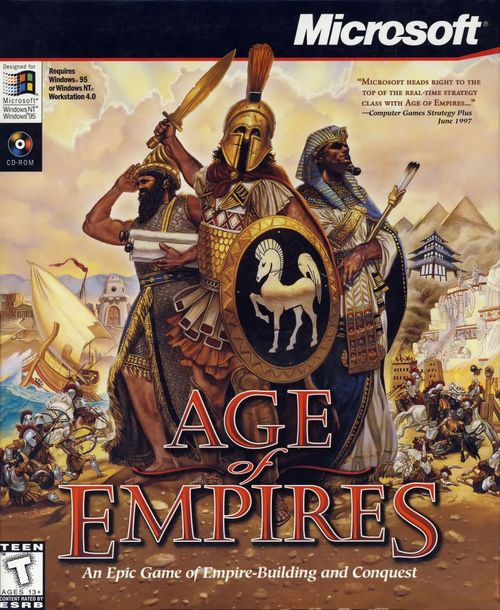 Microsoft®
Designed for
Microsoft®
Windows NT®
Windows®95
CD-ROM
Requires
Windows® 95
or Windows NT®
Workstation 4.0
"MICROSOFT HEADS RIGHT TO THE
TOP OF THE REAL-TIME STRATEGY
CLASS WITH AGE OF EMPIRES..."
—Computer Games Strategy Plus
June 1997
AGE
of
EMPIRES
An Epic Game of Empire-Building and Conquest
TEEN
T
AGES 13+
CONTENT RATED BY
ESRB